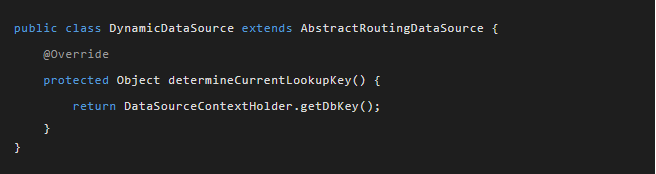 public class DynamicDataSource extends AbstractRoutingDataSource {
    @Override
    protected Object determineCurrentLookupKey() {
        return DataSourceContextHolder.getDbKey();
    }
}